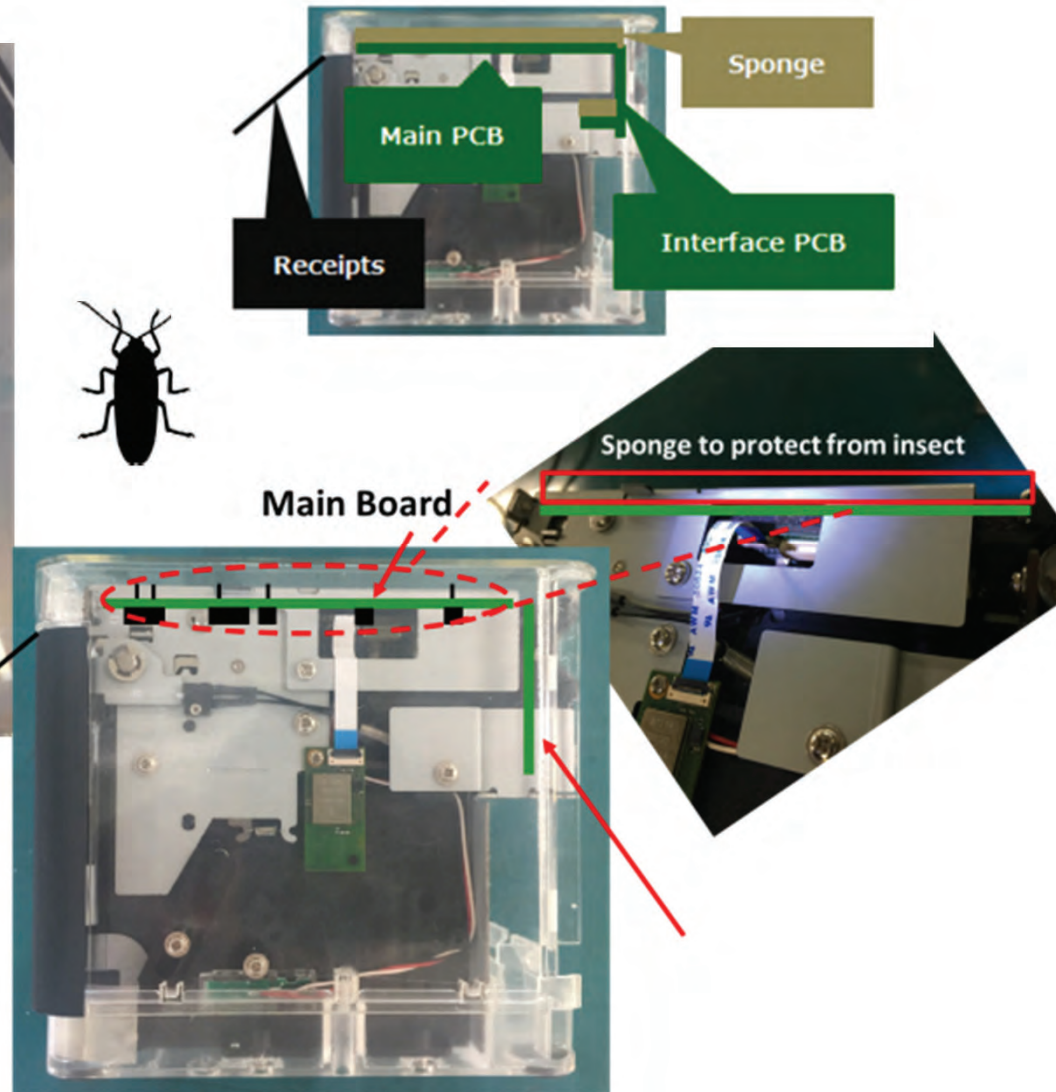 Sponge
Main PCB
Interface PCB
Receipts
Sponge to protect from insect
Main Board